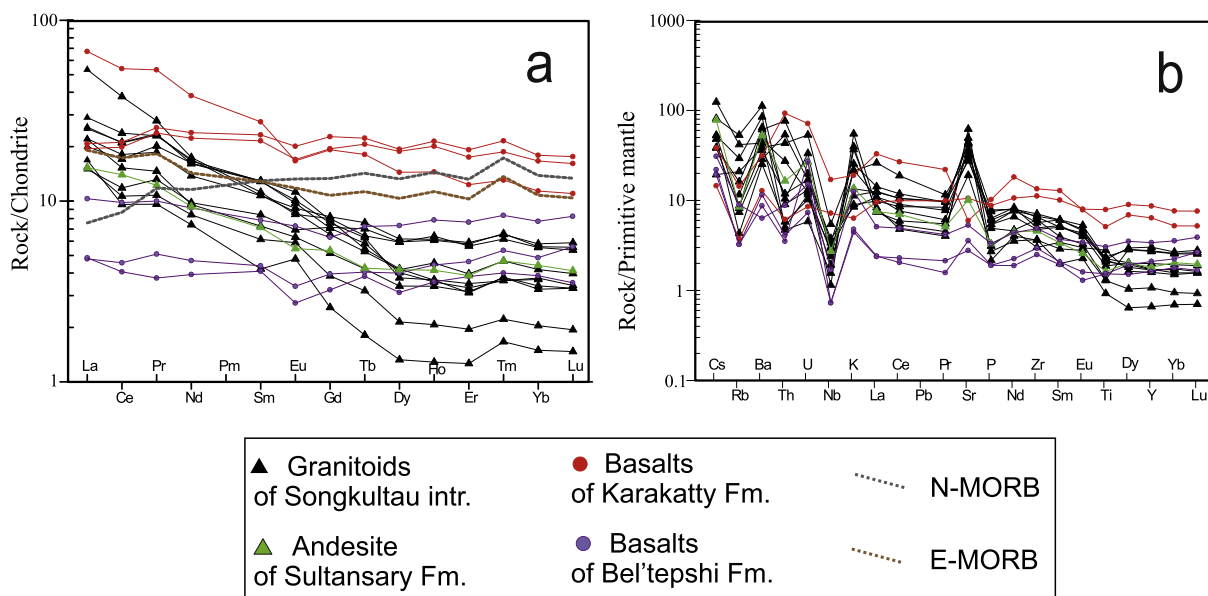 100
10
1
Rock/Chondrite
a
La Pr Pm Eu Tb Ho Tm Lu
Ce Nd Sm Gd Dy Er Yb
1000
100
10
1
0.1
Rock/Primitive mantle
b
Cs Ba Th U K La Ce Pr Sr P Zr Eu Dy Yb
Rb Nb Pb Nd Sm Ti Y Lu
Granitoids
of Songkultau intr.
Andesite
of Sultansary Fm.
Basalts
of Karakatty Fm.
Basalts
of Bel'tepshi Fm.
N-MORB
E-MORB